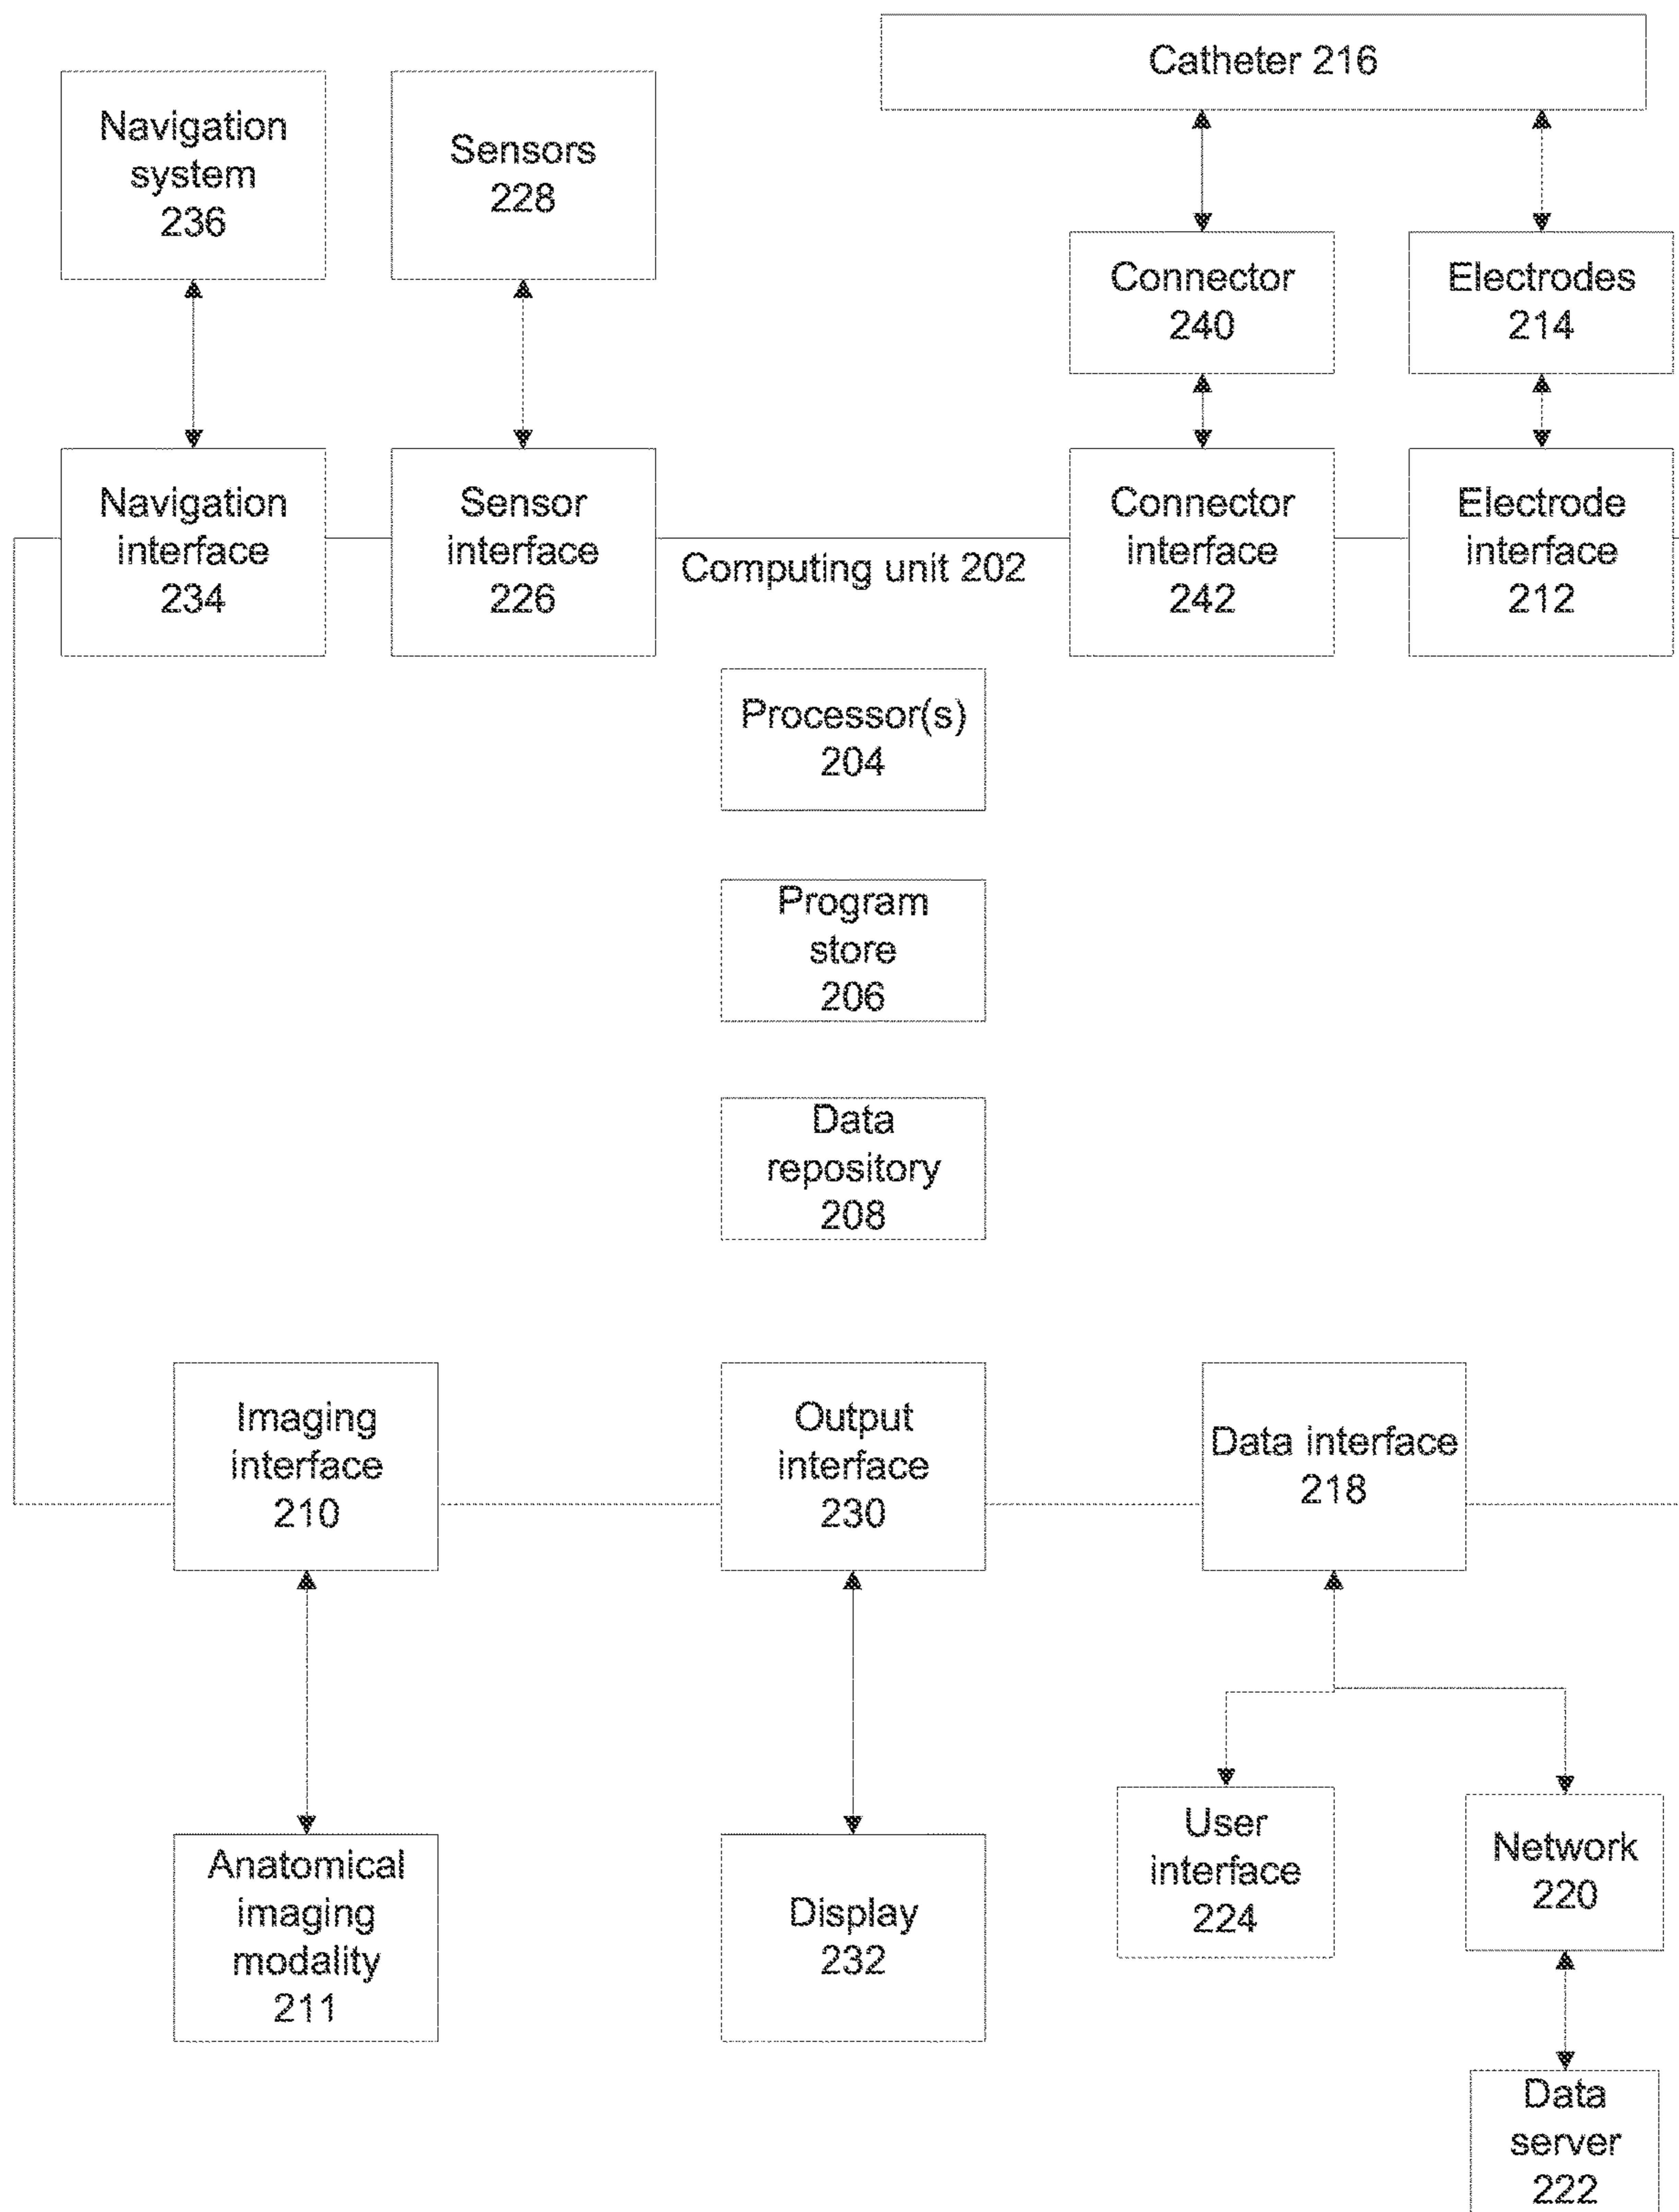 Catheter 216
Navigation
system
236
Sensors
228
Connector
240
Electrodes
214
Navigation
interface
234
Sensor
interface
226
Computing unit 202
Connector
interface
242
Electrode
interface
212
Processor(s)
204
Program
store
206
Data
repository
208
Imaging
interface
210
Output
interface
230
Data interface
218
Anatomical
imaging
modality
211
Display
232
User
interface
224
Network
220
Data
server
222